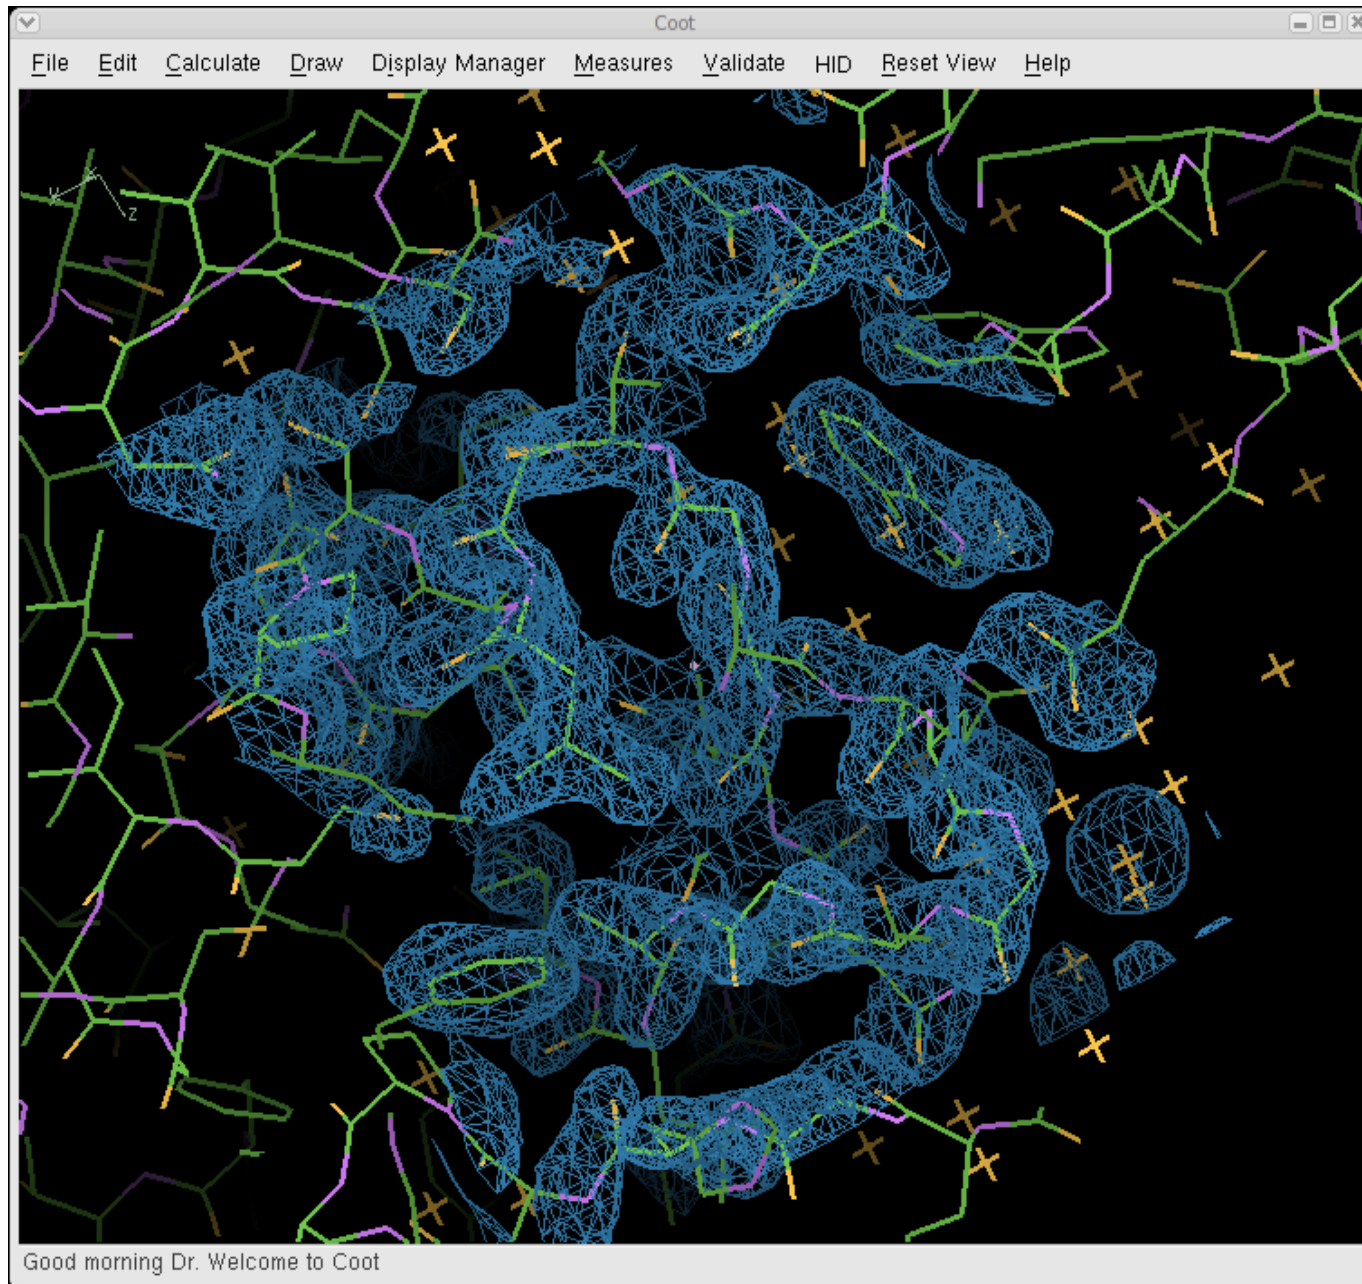 Coot
File Edit Calculate Draw Display Manager Measures Validate HID Reset View Help
Z
Good morning Dr. Welcome to Coot